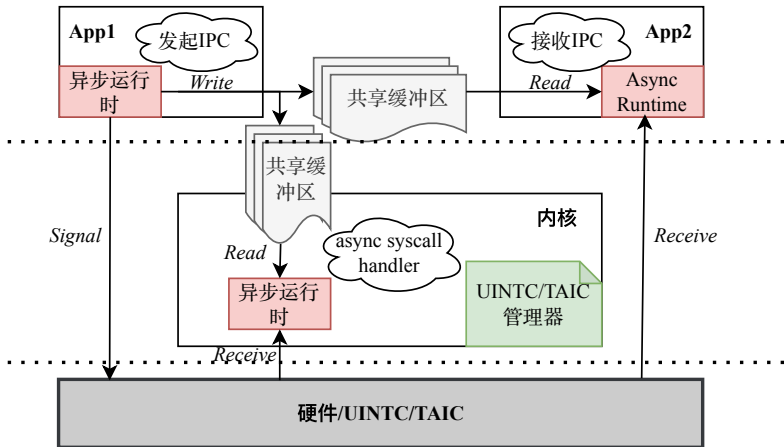 App1
发起IPC
异步运行
时
Write
共享缓冲区
Read
接收IPC
App2
Async
Runtime
共享缓
冲区
Signal
Read
async syscall
handler
内核
Receive
异步运行
时
UINTC/TAIC
管理器
Receive
硬件/UINTC/TAIC